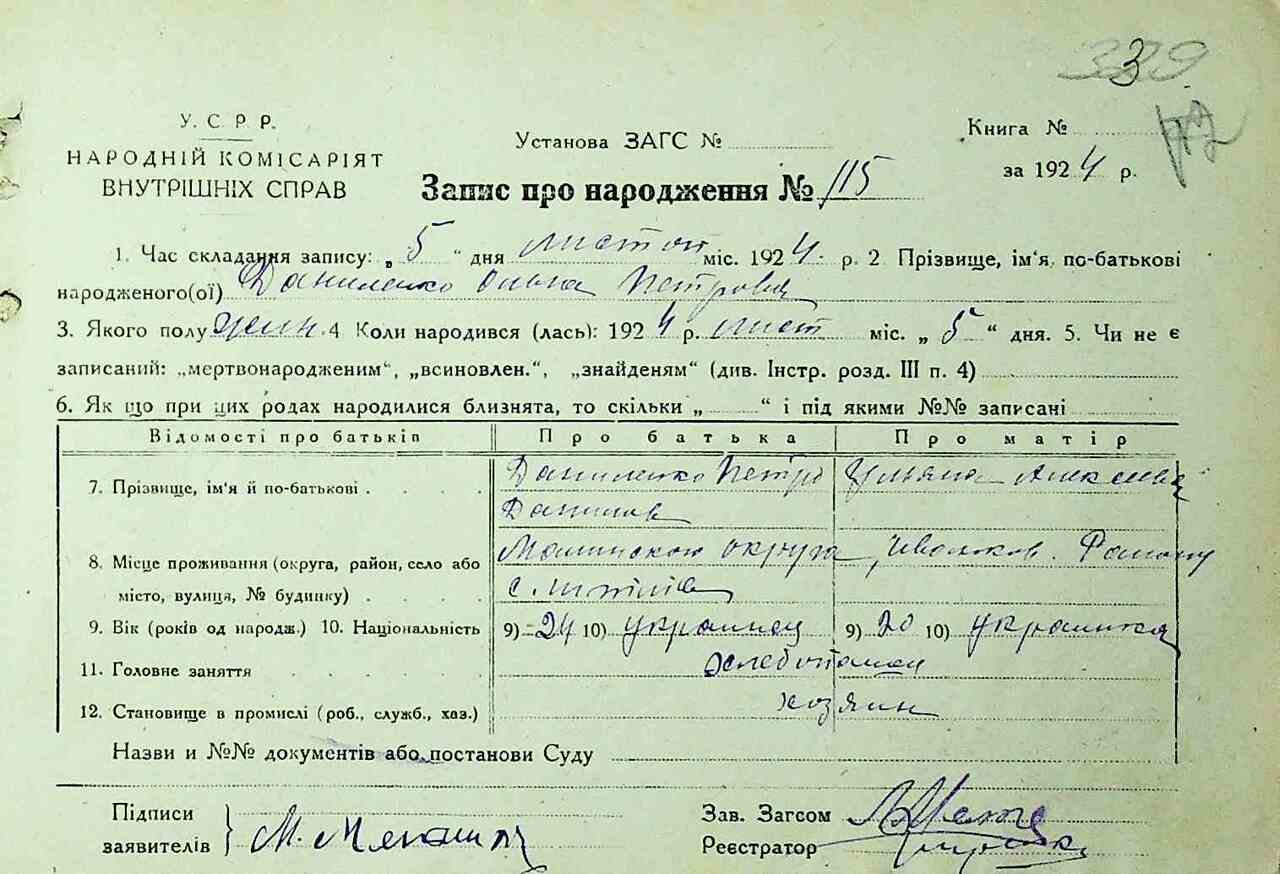 339
У. С. Р. Р.
НАРОДНІЙ КОМІСАРІЯТ
ВНУТРІШНІХ СПРАВ
Установа ЗАГС №
Книга №
за 1924 р.
Запис про народження № 115
1. Час складання запису: „5“ дня листоп міс. 1924 р. 2 Прізвище, ім'я, по-батькові
народженого(ої) Даниленко Ольга Петровна
3. Якого полу жин. 4 Коли народився (лась): 1924 р. лист міс. „5“ дня. 5. Чи не є
записаний: „мертвонародженим“, „всиновлен.“, „знайденям“ (див. Інстр. розд. III п. 4)
6. Як що при цих родах народилися близнята, то скільки „ “ і під якими №№ записані
Відомості про батьків Про батька Про матір
7. Прізвище, ім'я й по-батькові . Даниленко Петро Ульяна Алексеев
Данилов
8. Місце проживання (округа, район, село або округа
місто, вулиця, № будинку) . с.
9. Вік (років од народж.) 10. Національність 9) 24 10) украинец 9) 20 10) украинка
11. Головне заняття хлебопашец
12. Становище в промислі (роб., служб., хаз.) хозяин
Назви и №№ документів або постанови Суду
Підписи
заявителів
Зав. Загсом
Реєстратор